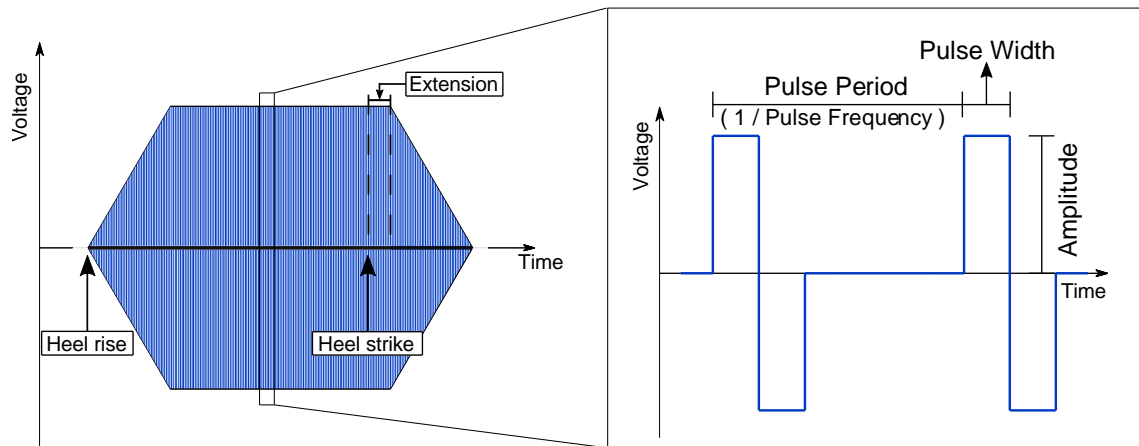 Voltage
Extension
Time
Heel rise
Heel strike
Pulse Width
Pulse Period
( 1 / Pulse Frequency )
Voltage
Amplitude
Time